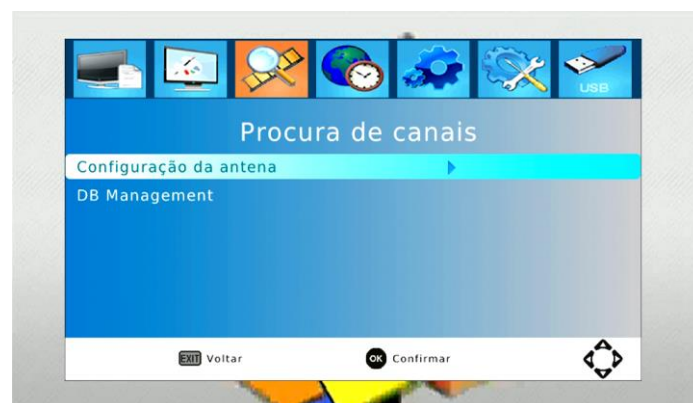 USB
Procura de canais
Configuração da antena
DB Management
EXIT Voltar
OK Confirmar